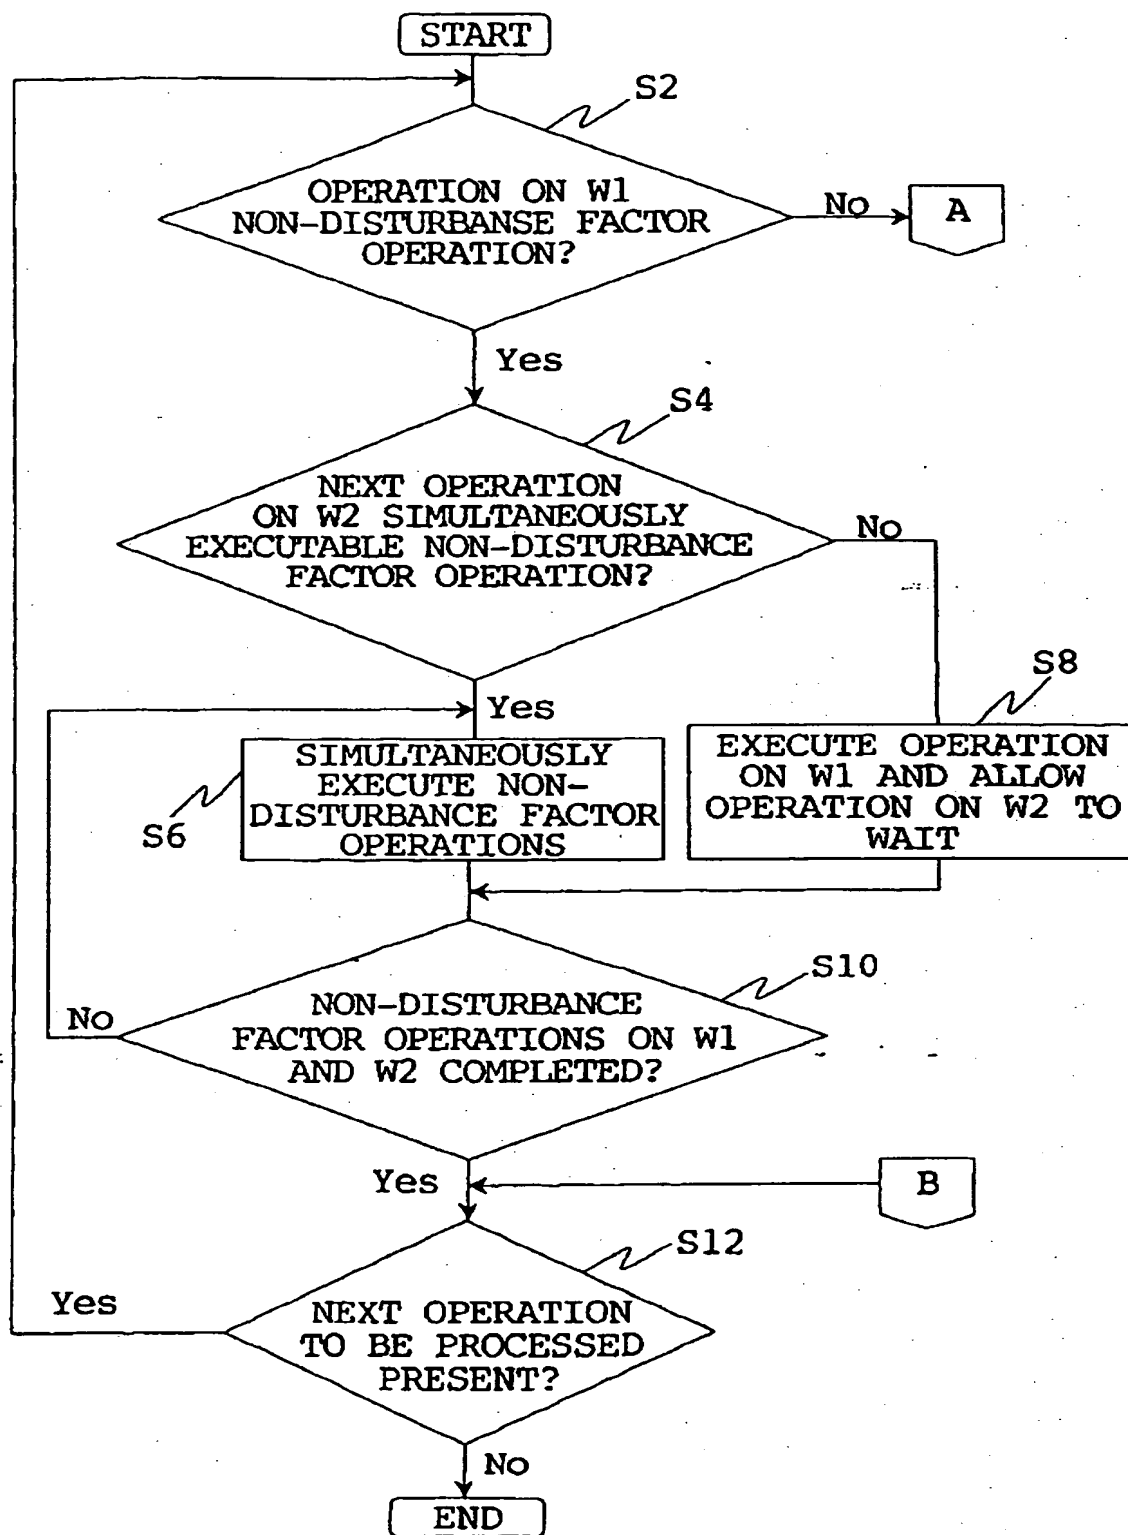 START
S2
OPERATION ON W1
NON-DISTURBANSE FACTOR
OPERATION?
No
A
Yes
S4
NEXT OPERATION
ON W2 SIMULTANEOUSLY
EXECUTABLE NON-DISTURBANCE
FACTOR OPERATION?
No
S8
Yes
SIMULTANEOUSLY
EXECUTE NON-
DISTURBANCE FACTOR
OPERATIONS
S6
EXECUTE OPERATION
ON W1 AND ALLOW
OPERATION ON W2 TO
WAIT
S10
NON-DISTURBANCE
FACTOR OPERATIONS ON W1
AND W2 COMPLETED?
No
Yes
B
S12
NEXT OPERATION
TO BE PROCESSED
PRESENT?
Yes
No
END